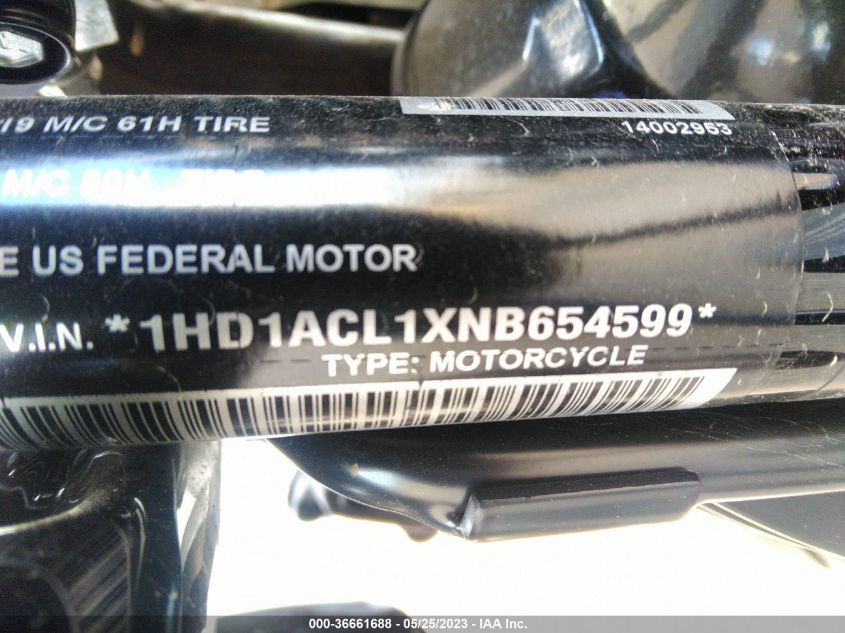 /19 M/C 61H TIRE
14002953
M/C
E US FEDERAL MOTOR
V.I.N. *1HD1ACL1XNB654599*
TYPE: MOTORCYCLE
000-36661688 - 05/25/2023 - IAA Inc.